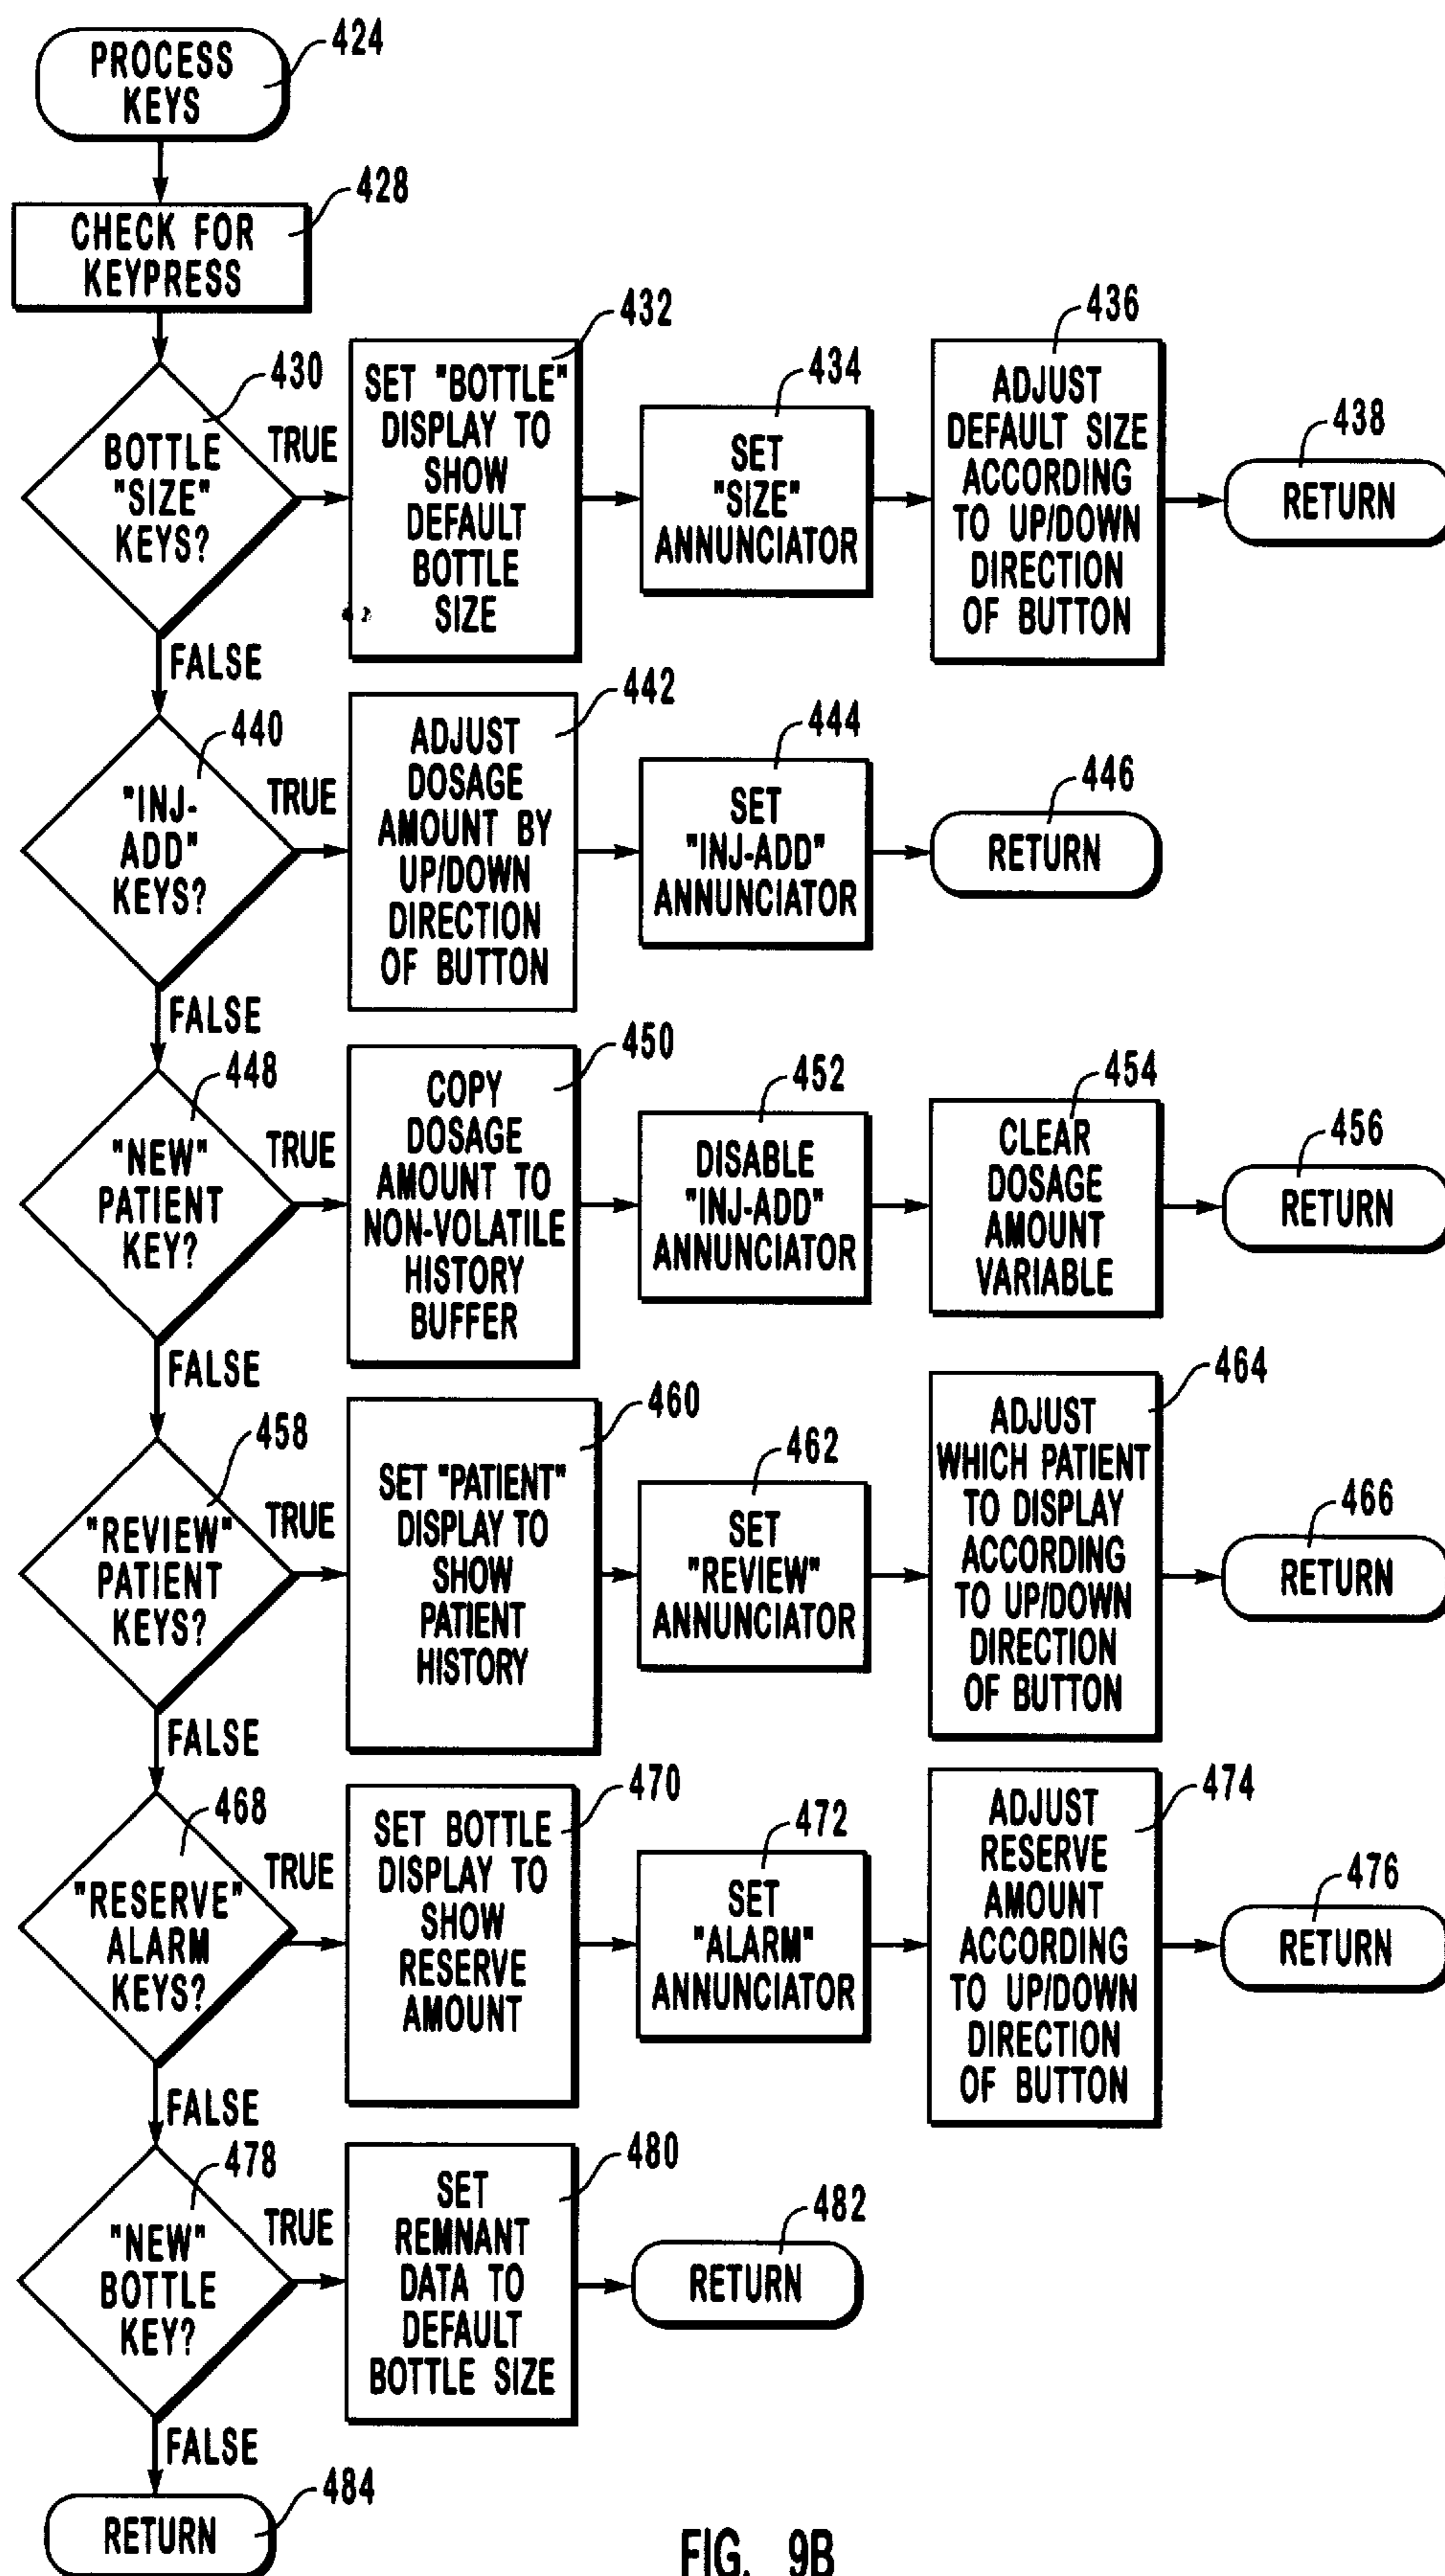 PROCESS
KEYS
424
CHECK FOR
KEYPRESS
428
BOTTLE
"SIZE"
KEYS?
430
TRUE
SET "BOTTLE"
DISPLAY TO
SHOW
DEFAULT
BOTTLE
SIZE
432
SET
"SIZE"
ANNUNCIATOR
434
ADJUST
DEFAULT SIZE
ACCORDING
TO UP/DOWN
DIRECTION
OF BUTTON
436
RETURN
438
FALSE
"INJ-
ADD"
KEYS?
440
TRUE
ADJUST
DOSAGE
AMOUNT BY
UP/DOWN
DIRECTION
OF BUTTON
442
SET
"INJ-ADD"
ANNUNCIATOR
444
RETURN
446
FALSE
"NEW"
PATIENT
KEY?
448
TRUE
COPY
DOSAGE
AMOUNT TO
NON-VOLATILE
HISTORY
BUFFER
450
DISABLE
"INJ-ADD"
ANNUNCIATOR
452
CLEAR
DOSAGE
AMOUNT
VARIABLE
454
RETURN
456
FALSE
"REVIEW"
PATIENT
KEYS?
458
TRUE
SET "PATIENT"
DISPLAY TO
SHOW
PATIENT
HISTORY
460
SET
"REVIEW"
ANNUNCIATOR
462
ADJUST
WHICH PATIENT
TO DISPLAY
ACCORDING
TO UP/DOWN
DIRECTION
OF BUTTON
464
RETURN
466
FALSE
"RESERVE"
ALARM
KEYS?
468
TRUE
SET BOTTLE
DISPLAY TO
SHOW
RESERVE
AMOUNT
470
SET
"ALARM"
ANNUNCIATOR
472
ADJUST
RESERVE
AMOUNT
ACCORDING
TO UP/DOWN
DIRECTION
OF BUTTON
474
RETURN
476
FALSE
"NEW"
BOTTLE
KEY?
478
TRUE
SET
REMNANT
DATA TO
DEFAULT
BOTTLE SIZE
480
RETURN
482
FALSE
RETURN
484
FIG. 9B